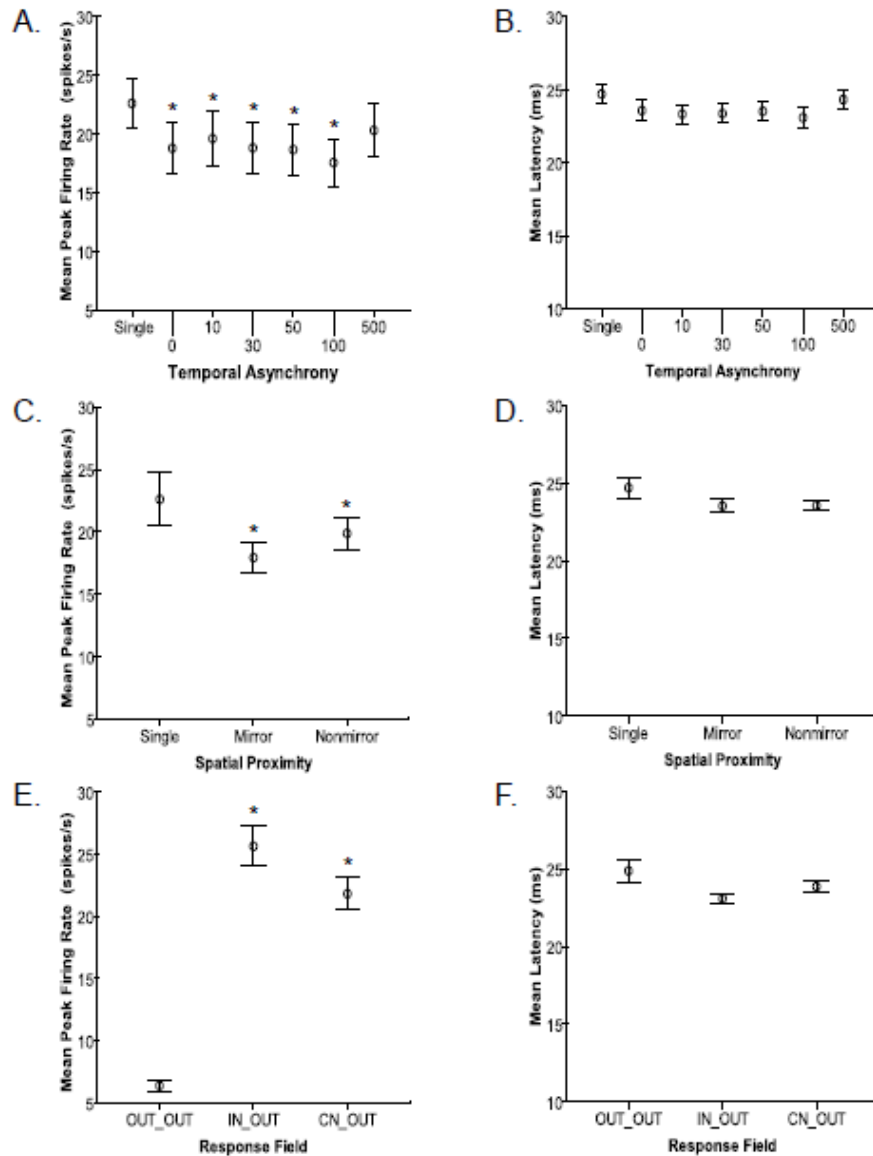 A.
Mean Peak Firing Rate (spikes/s)
30
25
20
15
10
5
* * * * *
Single 10 30 50 500
0 30 100
Temporal Asynchrony
B.
Mean Latency (ms)
30
25
20
15
10
Single 10 30 50 500
0 30 100
Temporal Asynchrony
C.
Mean Peak Firing Rate (spikes/s)
30
25
20
15
10
5
* *
Single Mirror Nonmirror
Spatial Proximity
D.
Mean Latency (ms)
30
25
20
15
10
Single Mirror Nonmirror
Spatial Proximity
E.
Mean Peak Firing Rate (spikes/s)
30
25
20
15
10
5
* *
OUT_OUT IN_OUT CN_OUT
Response Field
F.
Mean Latency (ms)
30
25
20
15
10
OUT_OUT IN_OUT CN_OUT
Response Field